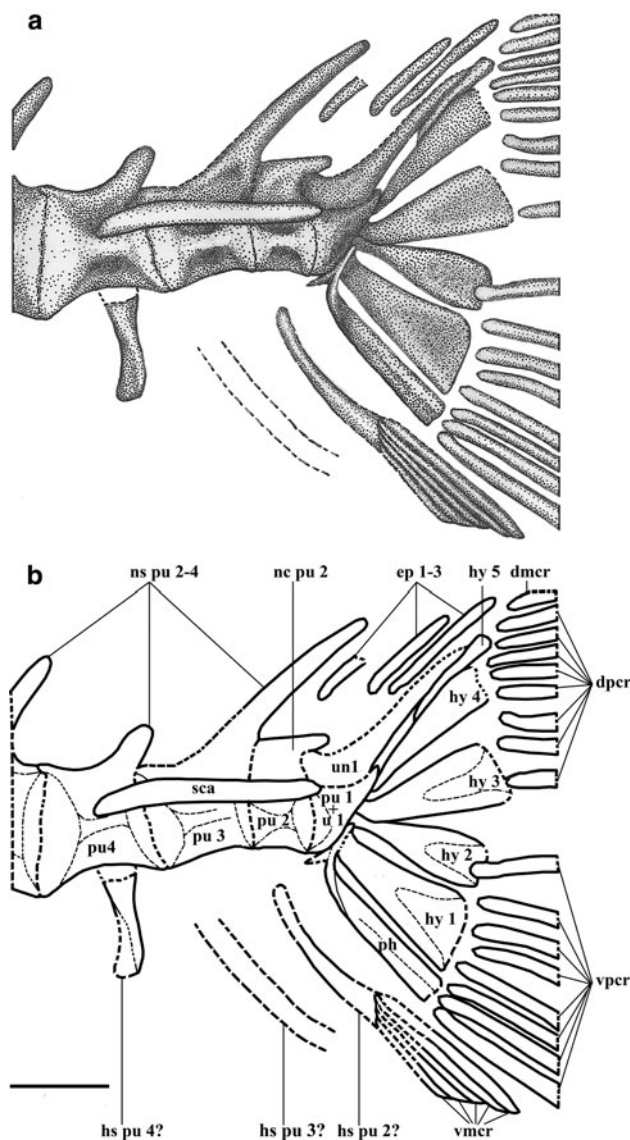 a
b
ns pu 2-4
nc pu 2
ep 1-3
hy 5
dmcr
dpcr
hy 4
un1
sca
hy 3
pu 1
+
u 1
pu 2
pu 3
pu4
hy 2
hy 1
ph
vpcr
hs pu 4?
hs pu 3?
hs pu 2?
vmcr